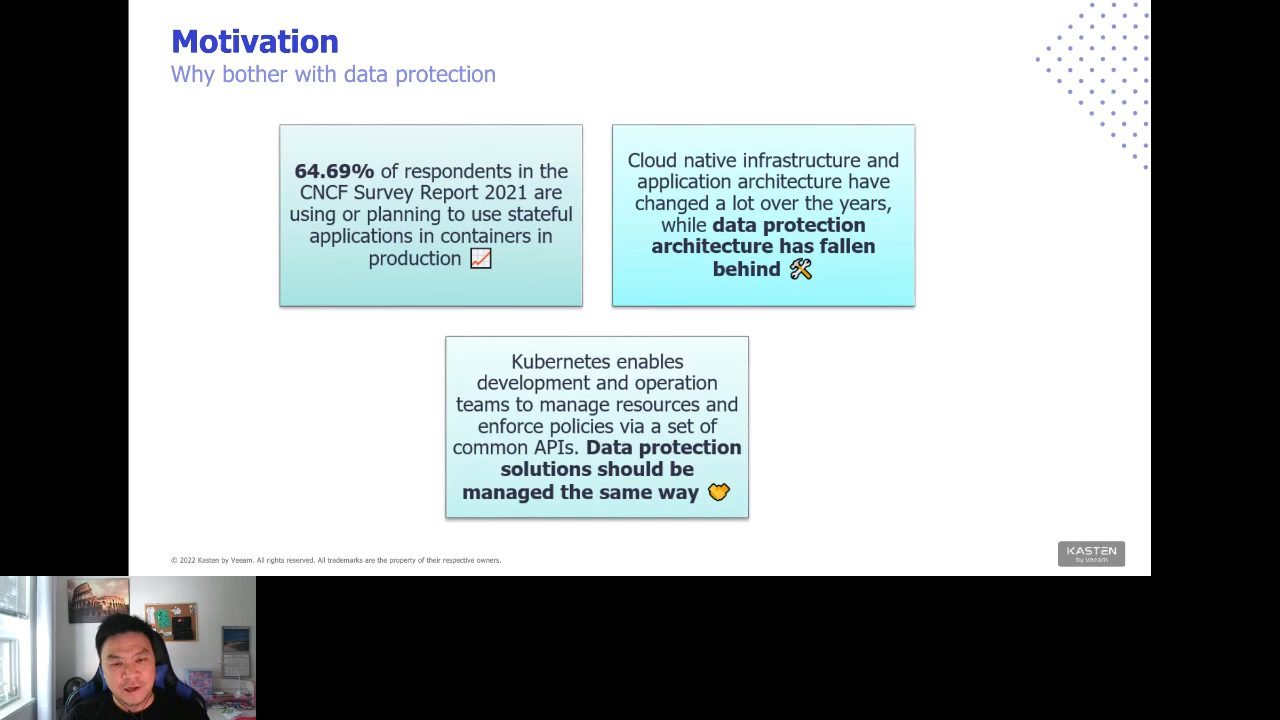 Motivation
Why bother with data protection
64.69% of respondents in the
CNCF Survey Report 2021 are
using or planning to use stateful
applications in containers in
production 📈
Cloud native infrastructure and
application architecture have
changed a lot over the years,
while data protection
architecture has fallen
behind 🛠️
Kubernetes enables
development and operation
teams to manage resources and
enforce policies via a set of
common APIs. Data protection
solutions should be
managed the same way 🤝
© 2022 Kasten by Veeam. All rights reserved. All trademarks are the property of their respective owners.
KASTEN
by veeam